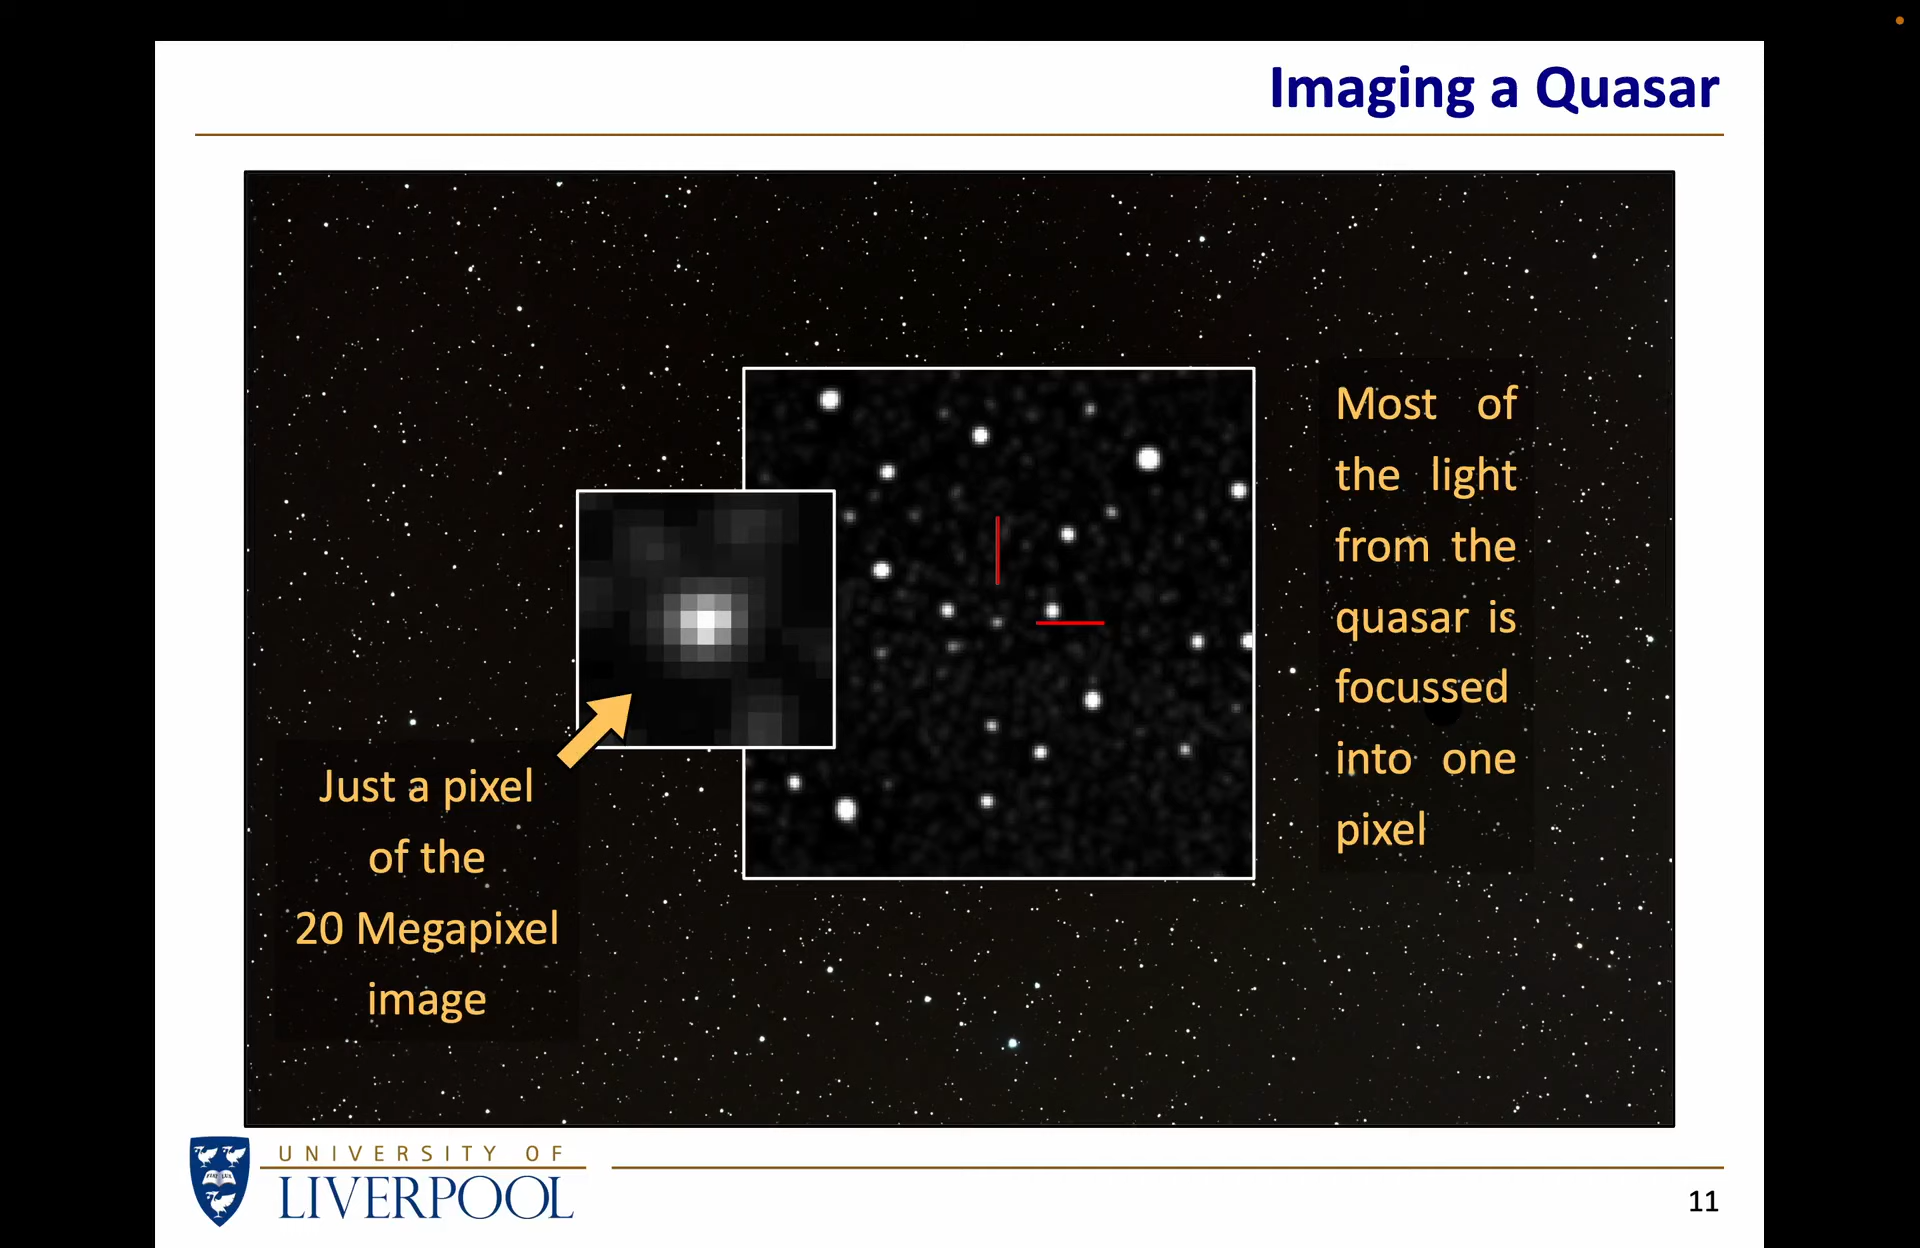 Imaging a Quasar
Most of
the light
from the
quasar is
focussed
into one
pixel
Just a pixel
of the
20 Megapixel
image
UNIVERSITY OF
LIVERPOOL
11